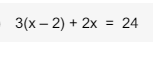 3(x – 2) + 2x = 24